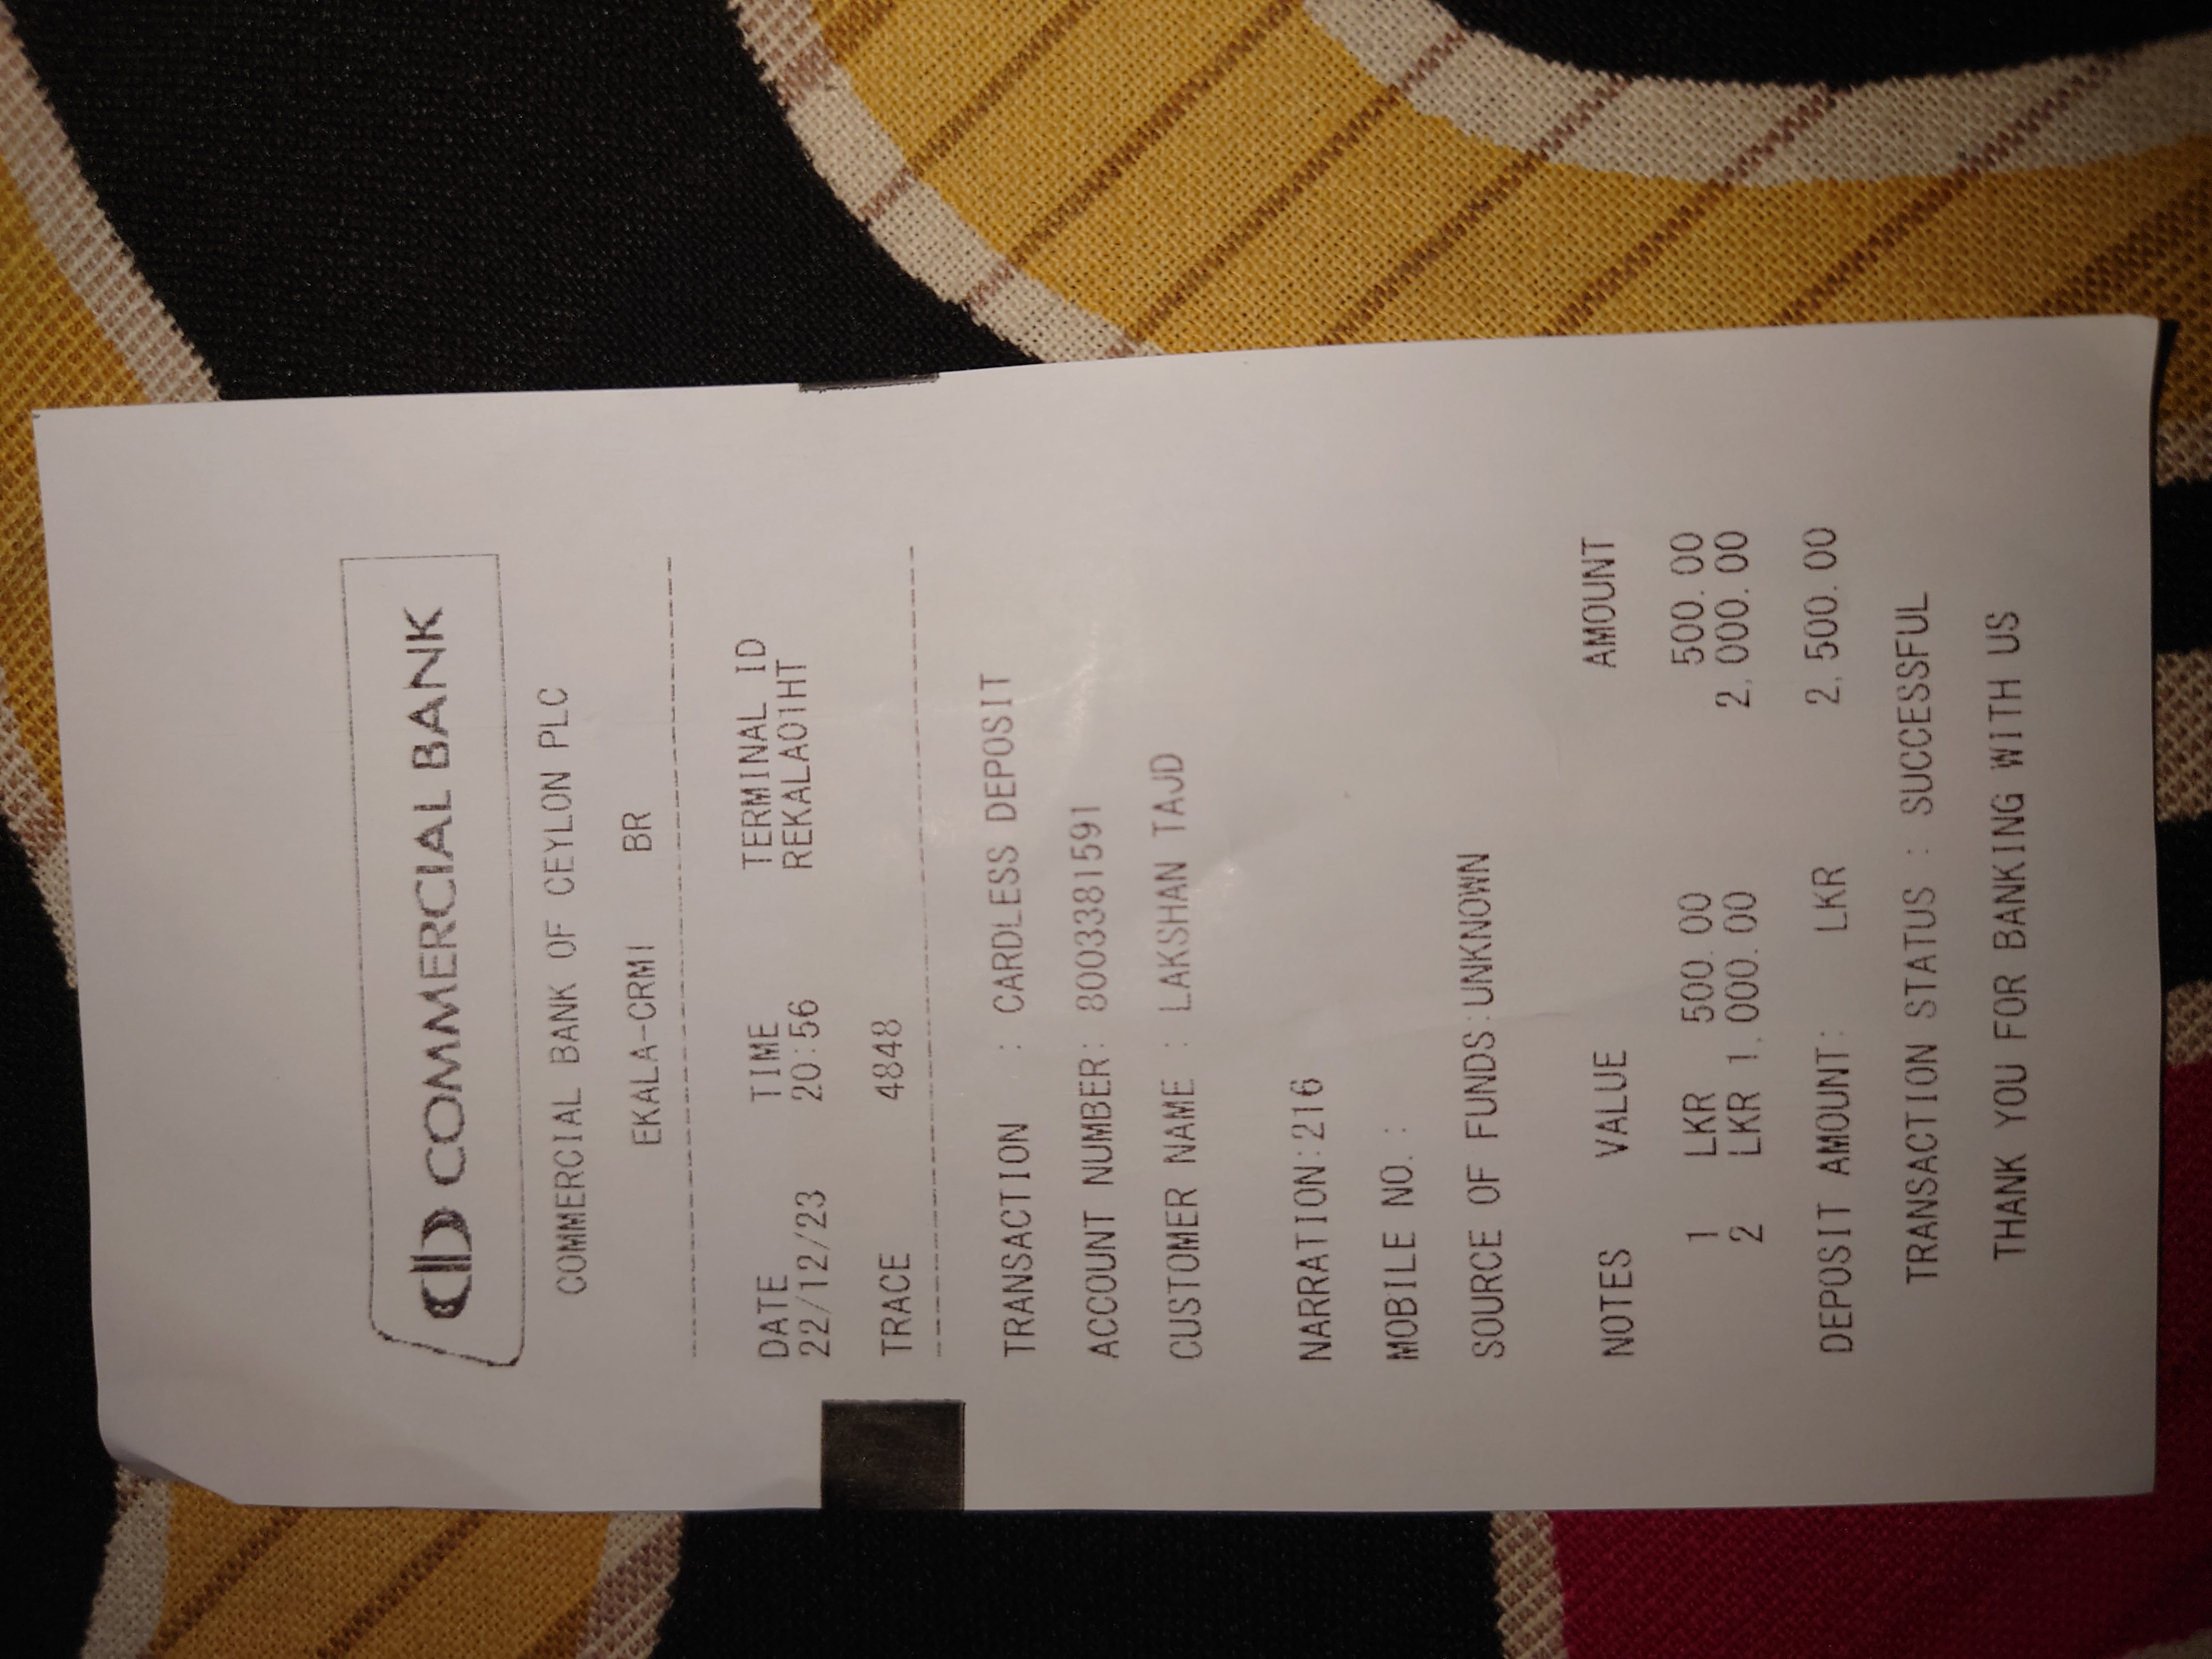 COMMERCIAL BANK
COMMERCIAL BANK OF CEYLON PLC
EKALA-CRM1 BR
DATE TIME TERMINAL ID
22/12/23 20:56 REKALA01HT
TRACE 4848
TRANSACTION : CARDLESS DEPOSIT
ACCOUNT NUMBER: 8003381591
CUSTOMER NAME : LAKSHAN TAJD
NARRATION:216
MOBILE NO. :
SOURCE OF FUNDS:UNKNOWN
NOTES VALUE AMOUNT
1 LKR 500.00 500.00
2 LKR 1,000.00 2,000.00
DEPOSIT AMOUNT: LKR 2,500.00
TRANSACTION STATUS : SUCCESSFUL
THANK YOU FOR BANKING WITH US